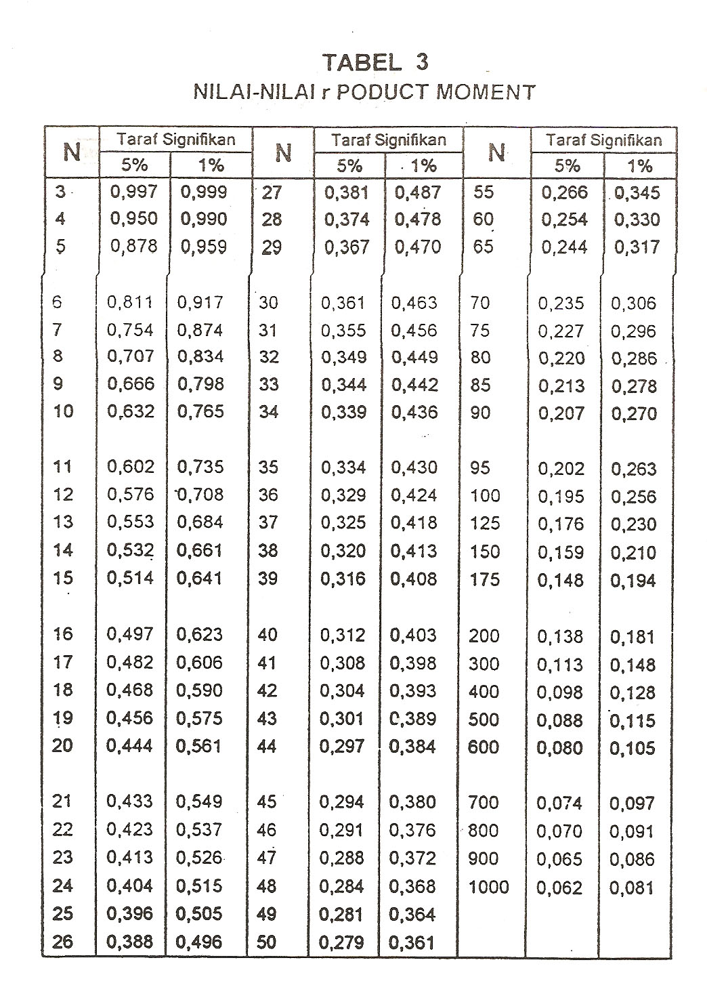 TABEL 3
NILAI-NILAI r PODUCT MOMENT
N Taraf Signifikan N Taraf Signifikan N Taraf Signifikan
5% 1% 5% 1% 5% 1%
3 0,997 0,999 27 0,381 0,487 55 0,266 0,345
4 0,950 0,990 28 0,374 0,478 60 0,254 0,330
5 0,878 0,959 29 0,367 0,470 65 0,244 0,317
6 0,811 0,917 30 0,361 0,463 70 0,235 0,306
7 0,754 0,874 31 0,355 0,456 75 0,227 0,296
8 0,707 0,834 32 0,349 0,449 80 0,220 0,286
9 0,666 0,798 33 0,344 0,442 85 0,213 0,278
10 0,632 0,765 34 0,339 0,436 90 0,207 0,270
11 0,602 0,735 35 0,334 0,430 95 0,202 0,263
12 0,576 0,708 36 0,329 0,424 100 0,195 0,256
13 0,553 0,684 37 0,325 0,418 125 0,176 0,230
14 0,532 0,661 38 0,320 0,413 150 0,159 0,210
15 0,514 0,641 39 0,316 0,408 175 0,148 0,194
16 0,497 0,623 40 0,312 0,403 200 0,138 0,181
17 0,482 0,606 41 0,308 0,398 300 0,113 0,148
18 0,468 0,590 42 0,304 0,393 400 0,098 0,128
19 0,456 0,575 43 0,301 0,389 500 0,088 0,115
20 0,444 0,561 44 0,297 0,384 600 0,080 0,105
21 0,433 0,549 45 0,294 0,380 700 0,074 0,097
22 0,423 0,537 46 0,291 0,376 800 0,070 0,091
23 0,413 0,526 47 0,288 0,372 900 0,065 0,086
24 0,404 0,515 48 0,284 0,368 1000 0,062 0,081
25 0,396 0,505 49 0,281 0,364
26 0,388 0,496 50 0,279 0,361